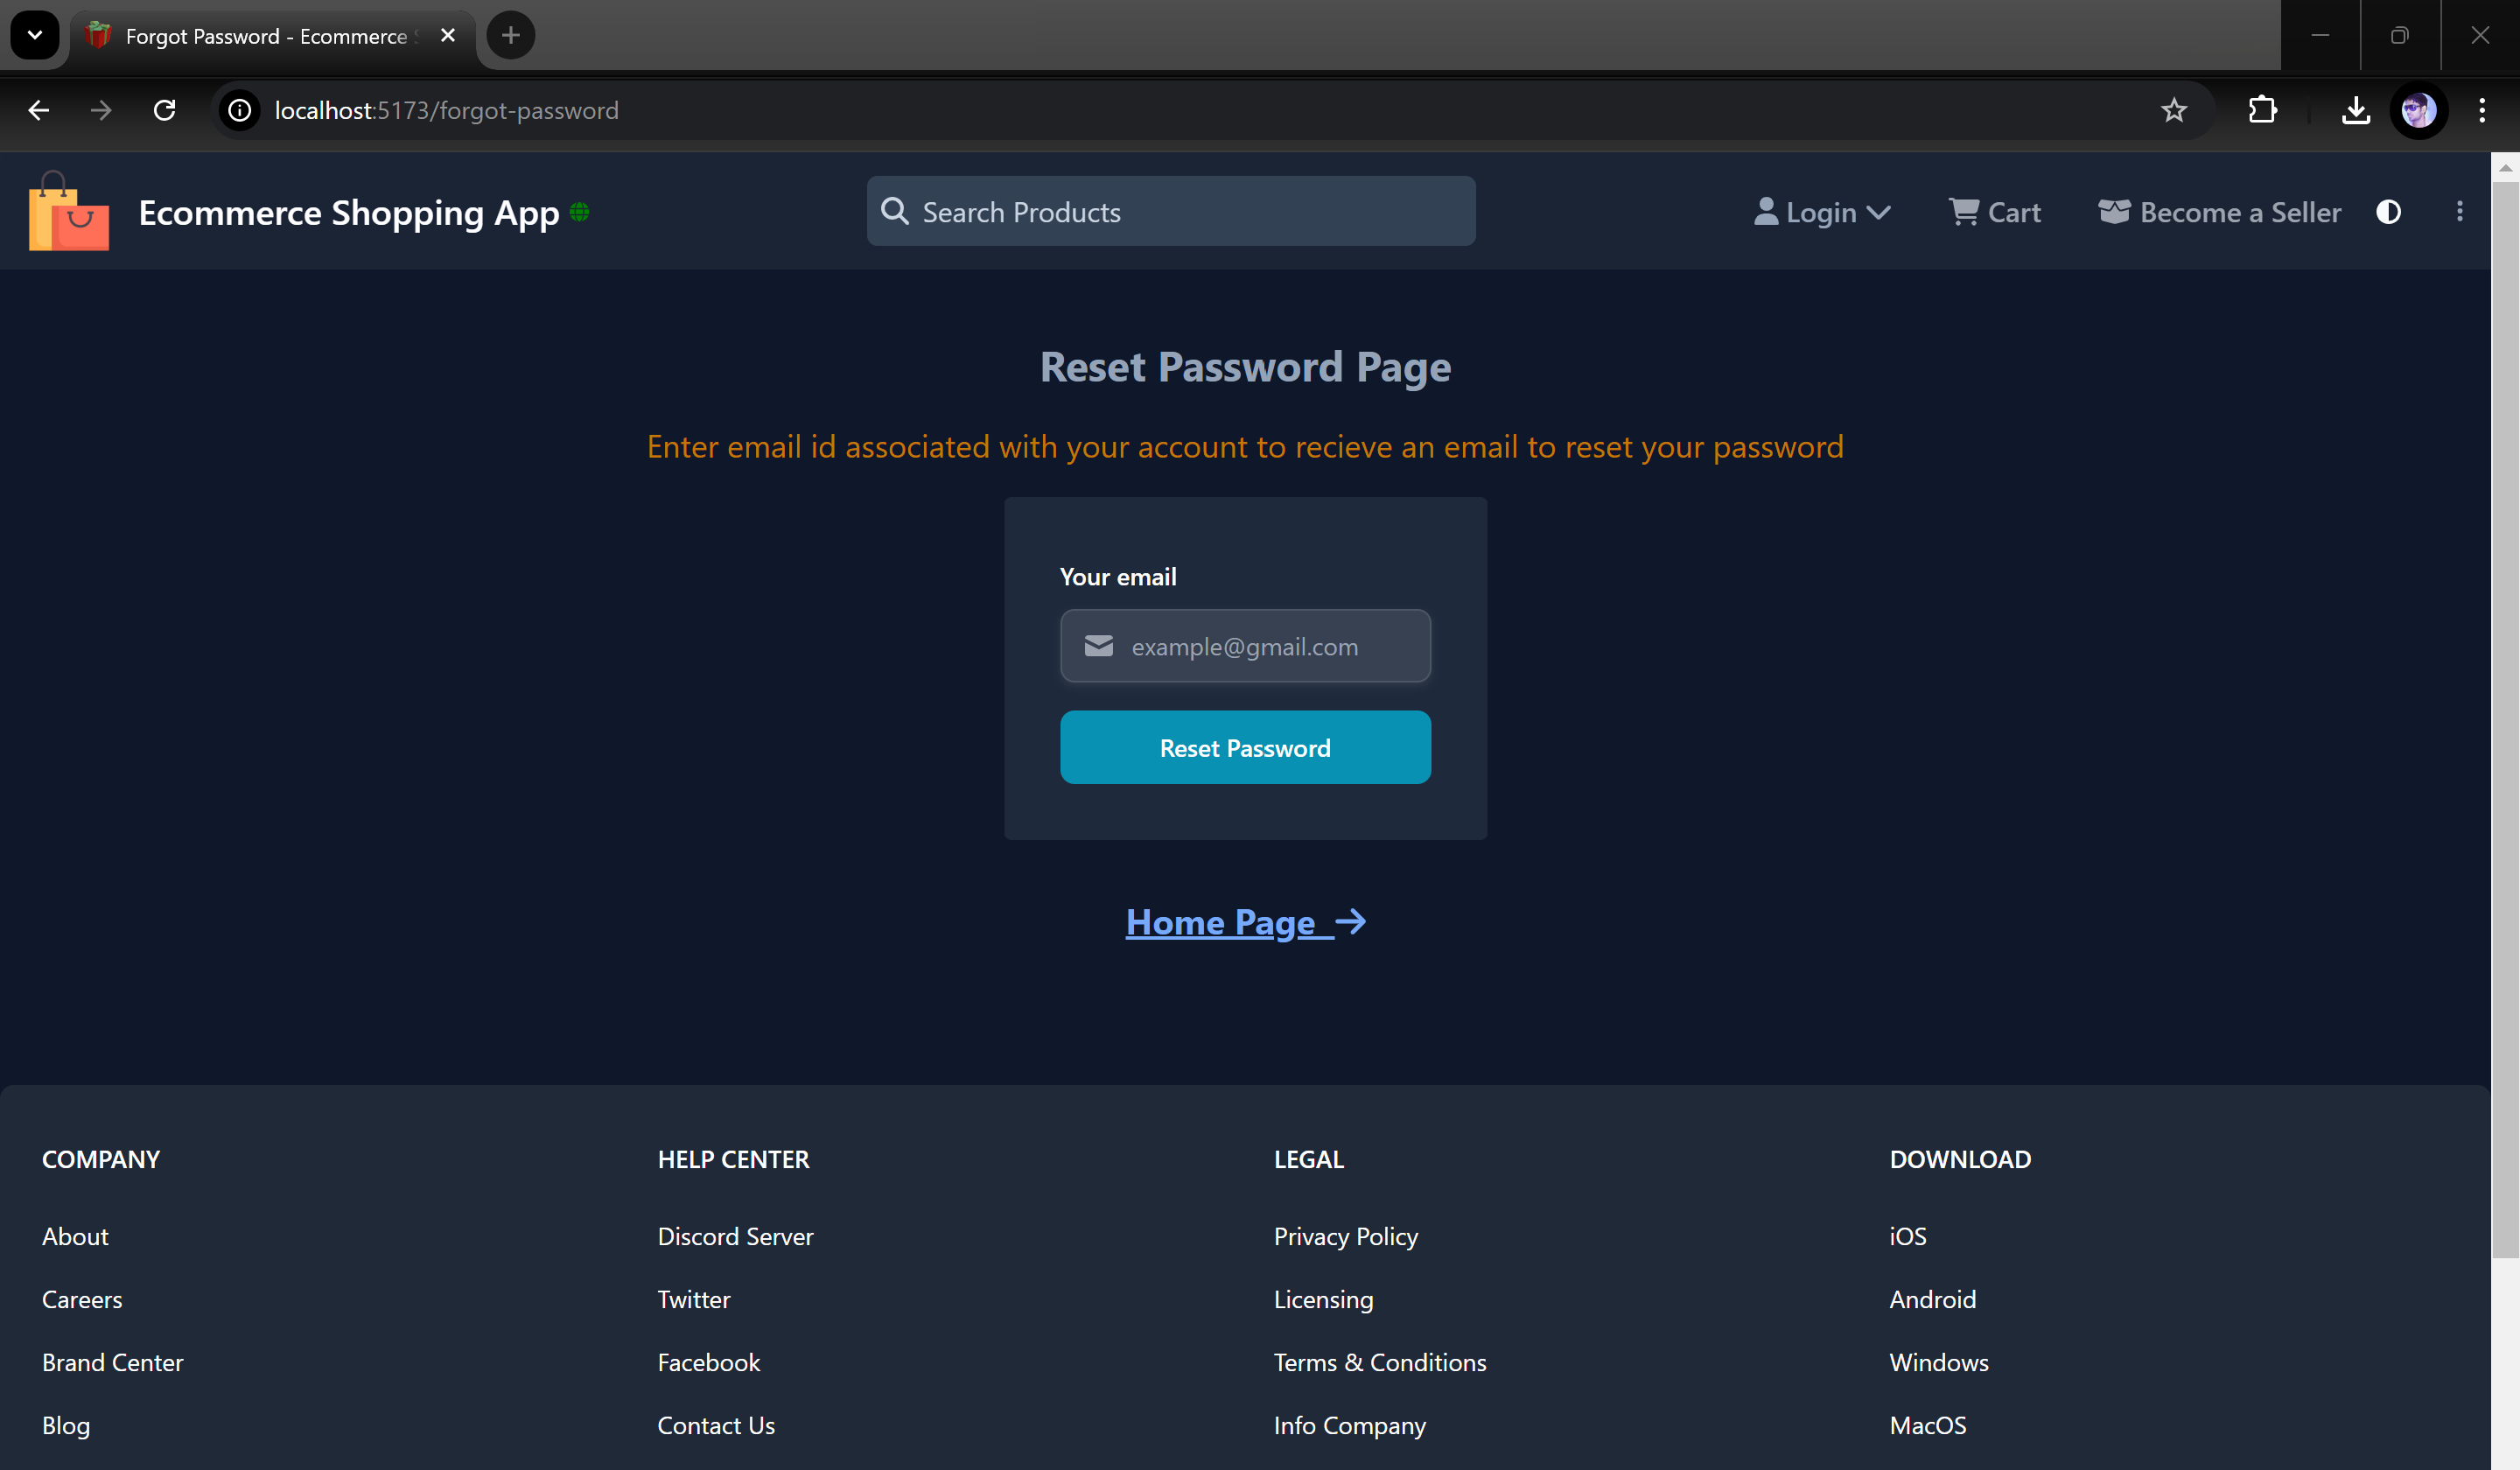 Forgot Password - Ecommerce
localhost:5173/forgot-password
Ecommerce Shopping App
Search Products
Login
Cart
Become a Seller
Reset Password Page
Enter email id associated with your account to recieve an email to reset your password
Your email
example@gmail.com
Reset Password
Home Page
COMPANY
HELP CENTER
LEGAL
DOWNLOAD
About
Discord Server
Privacy Policy
iOS
Careers
Twitter
Licensing
Android
Brand Center
Facebook
Terms & Conditions
Windows
Blog
Contact Us
Info Company
MacOS